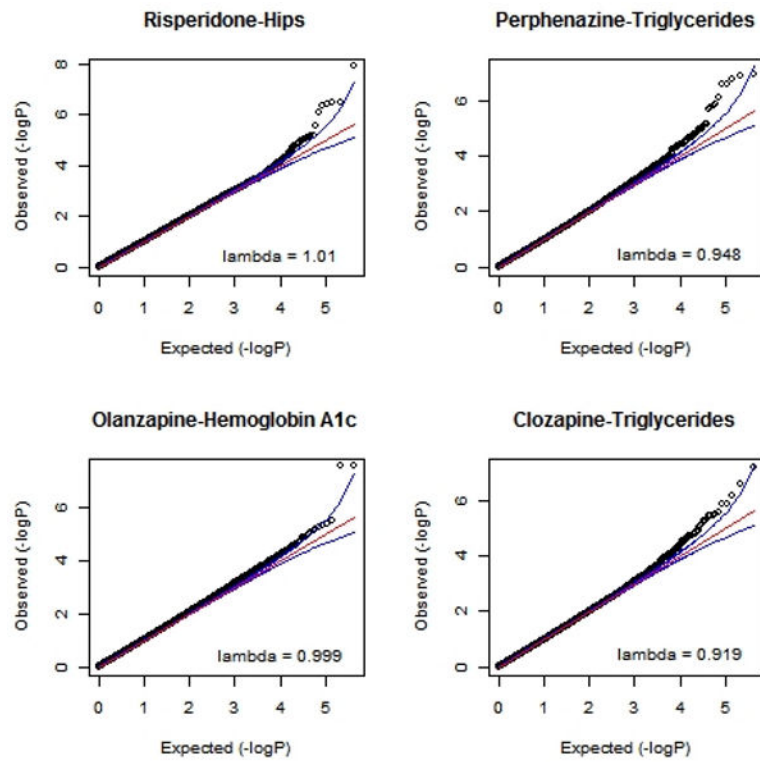 Risperidone-Hips
Observed (-logP)
8
6
4
2
0
lambda = 1.01
0 1 2 3 4 5
Expected (-logP)
Perphenazine-Triglycerides
Observed (-logP)
6
4
2
0
lambda = 0.948
0 1 2 3 4 5
Expected (-logP)
Olanzapine-Hemoglobin A1c
Observed (-logP)
6
4
2
0
lambda = 0.999
0 1 2 3 4 5
Expected (-logP)
Clozapine-Triglycerides
Observed (-logP)
6
4
2
0
lambda = 0.919
0 1 2 3 4 5
Expected (-logP)